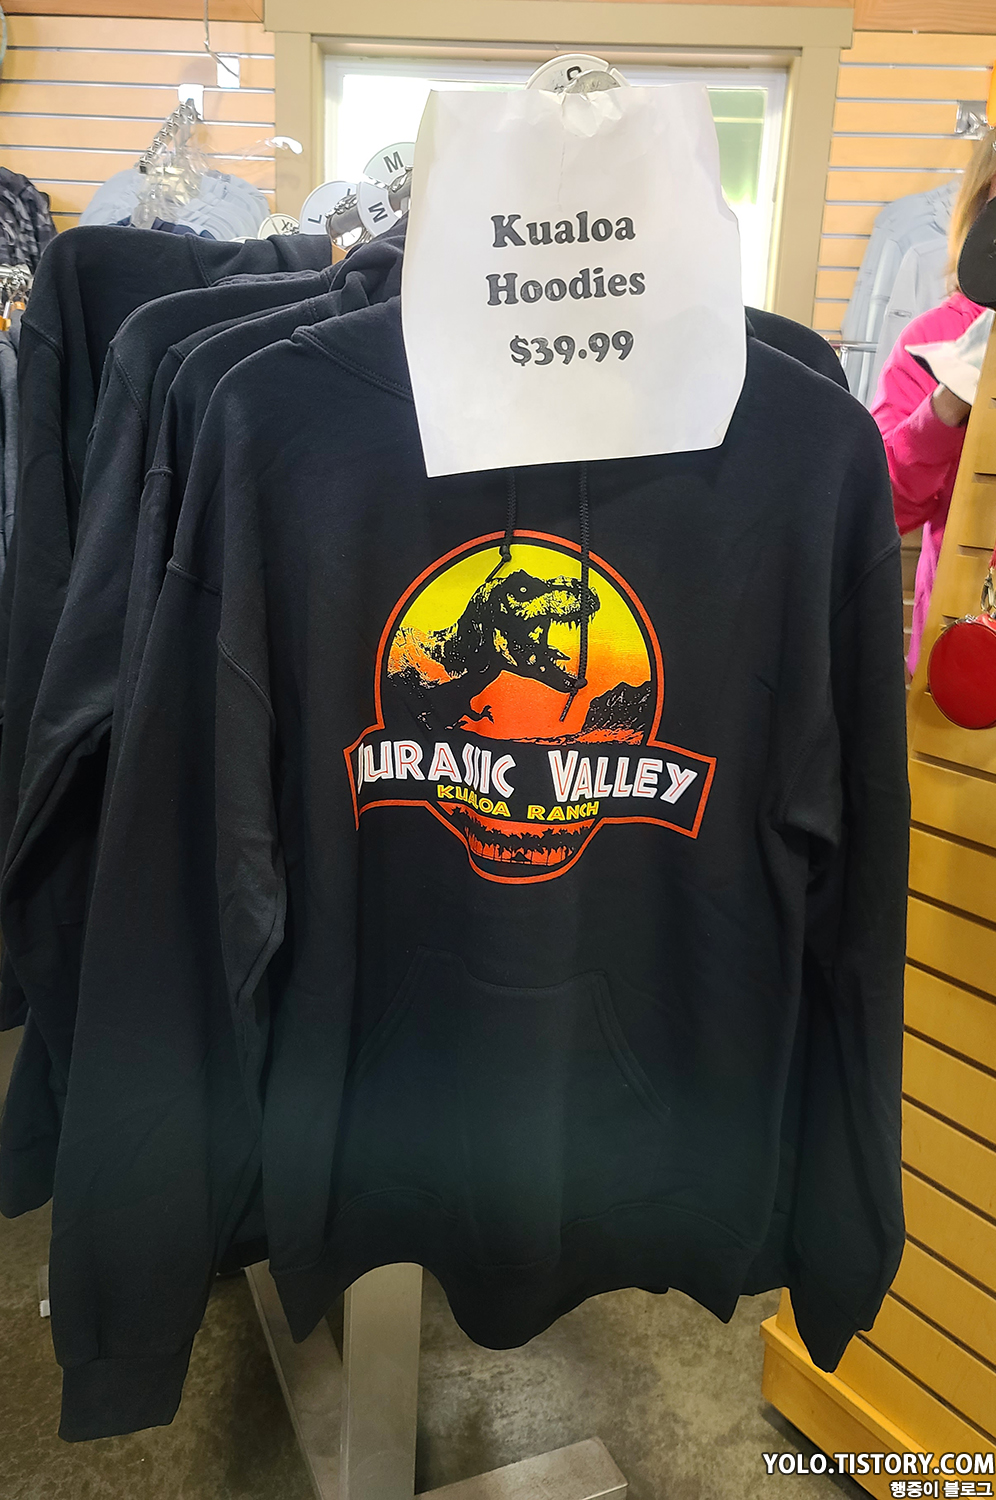 S
M
L
M
X
Kualoa
Hoodies
$39.99
JURASSIC VALLEY
KUALOA RANCH
YOLO.TISTORY.COM
행중이 블로그